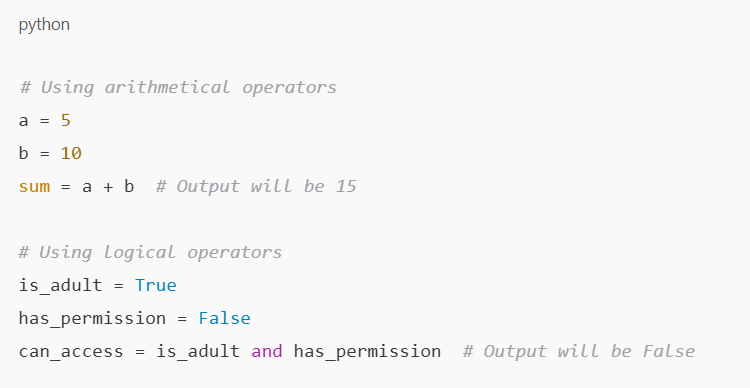 python
# Using arithmetical operators
a = 5
b = 10
sum = a + b  # Output will be 15
# Using logical operators
is_adult = True
has_permission = False
can_access = is_adult and has_permission  # Output will be False